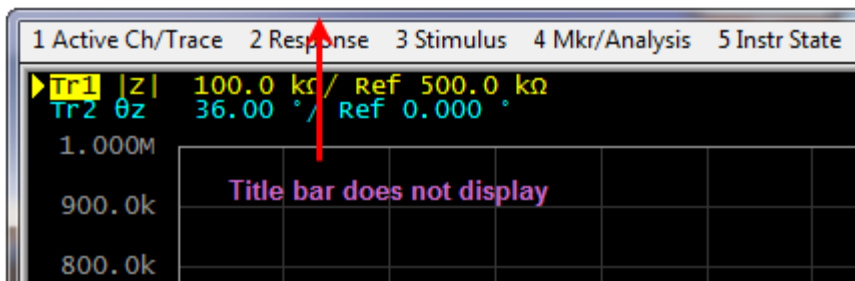 1 Active Ch/Trace 2 Response 3 Stimulus 4 Mkr/Analysis 5 Instr State
Tr1 |Z| 100.0 kΩ/ Ref 500.0 kΩ
Tr2 θz 36.00 °/ Ref 0.000 °
1.000M
Title bar does not display
900.0k
800.0k